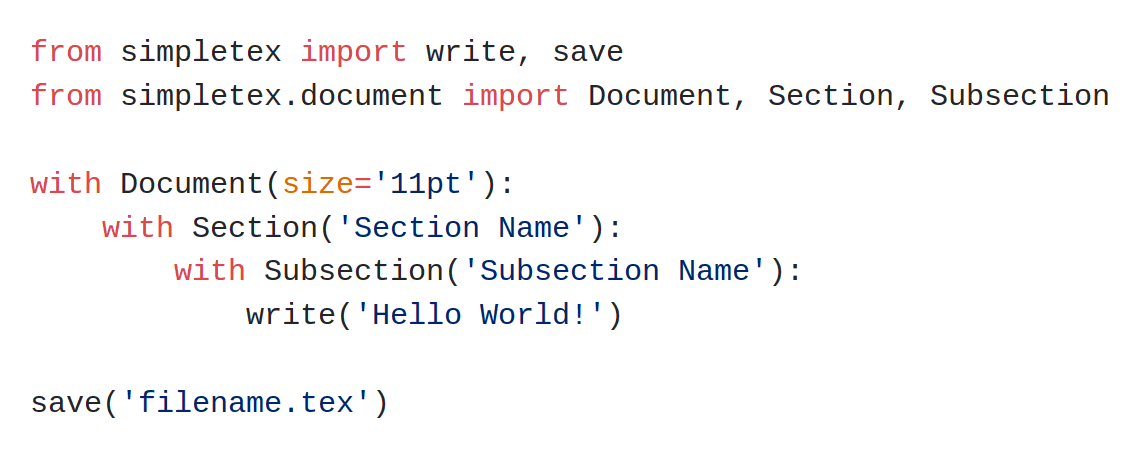 from simpletex import write, save
from simpletex.document import Document, Section, Subsection

with Document(size='11pt'):
    with Section('Section Name'):
        with Subsection('Subsection Name'):
            write('Hello World!')

save('filename.tex')